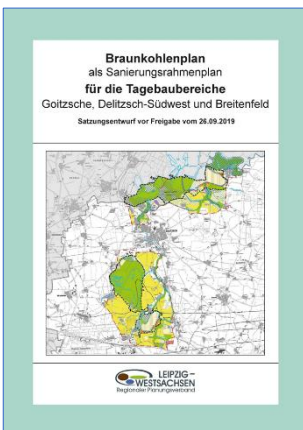 Braunkohlenplan
als Sanierungsrahmenplan
für die Tagebaubereiche
Goitzsche, Delitzsch-Südwest und Breitenfeld
Satzungsentwurf vor Freigabe vom 26.09.2019
LEIPZIG –
WESTSACHSEN
Regionaler Planungsverband